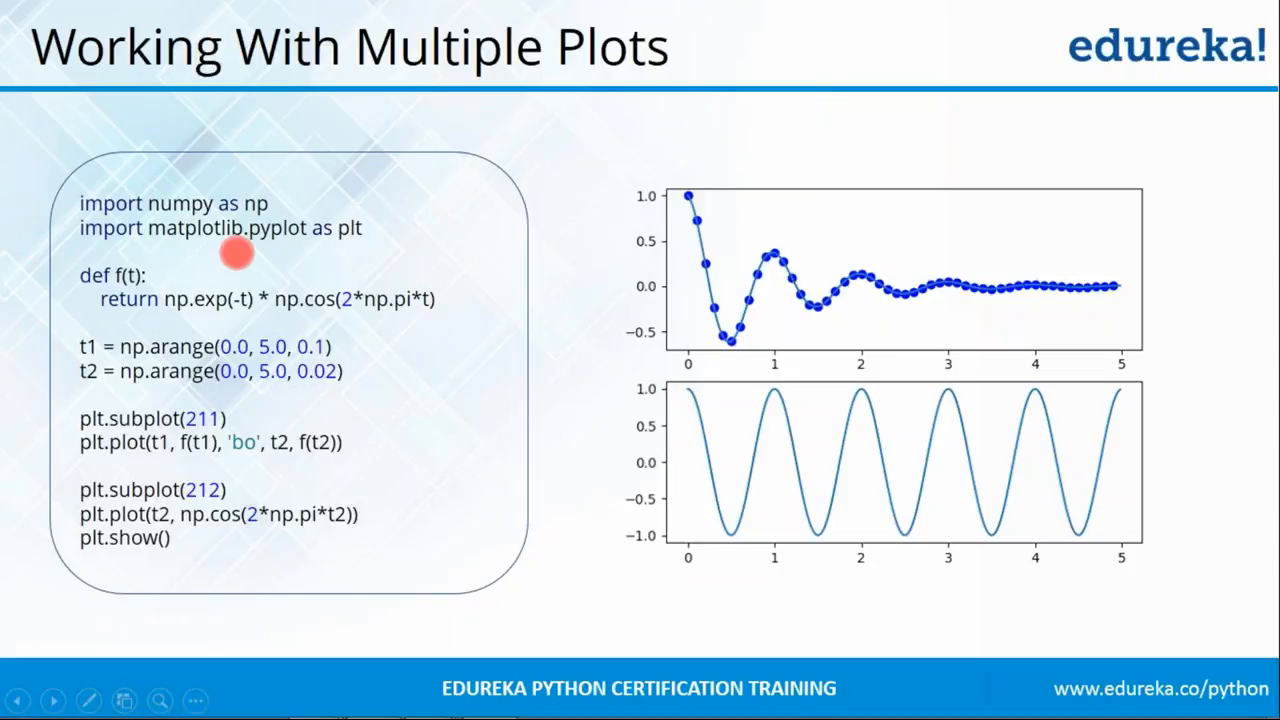 Working With Multiple Plots
edureka!
import numpy as np
import matplotlib.pyplot as plt
def f(t):
return np.exp(-t) * np.cos(2*np.pi*t)
t1 = np.arange(0.0, 5.0, 0.1)
t2 = np.arange(0.0, 5.0, 0.02)
plt.subplot(211)
plt.plot(t1, f(t1), 'bo', t2, f(t2))
plt.subplot(212)
plt.plot(t2, np.cos(2*np.pi*t2))
plt.show()
1.0
0.5
0.0
−0.5
0 1 2 3 4 5
1.0
0.5
0.0
−0.5
−1.0
0 1 2 3 4 5
EDUREKA PYTHON CERTIFICATION TRAINING
www.edureka.co/python